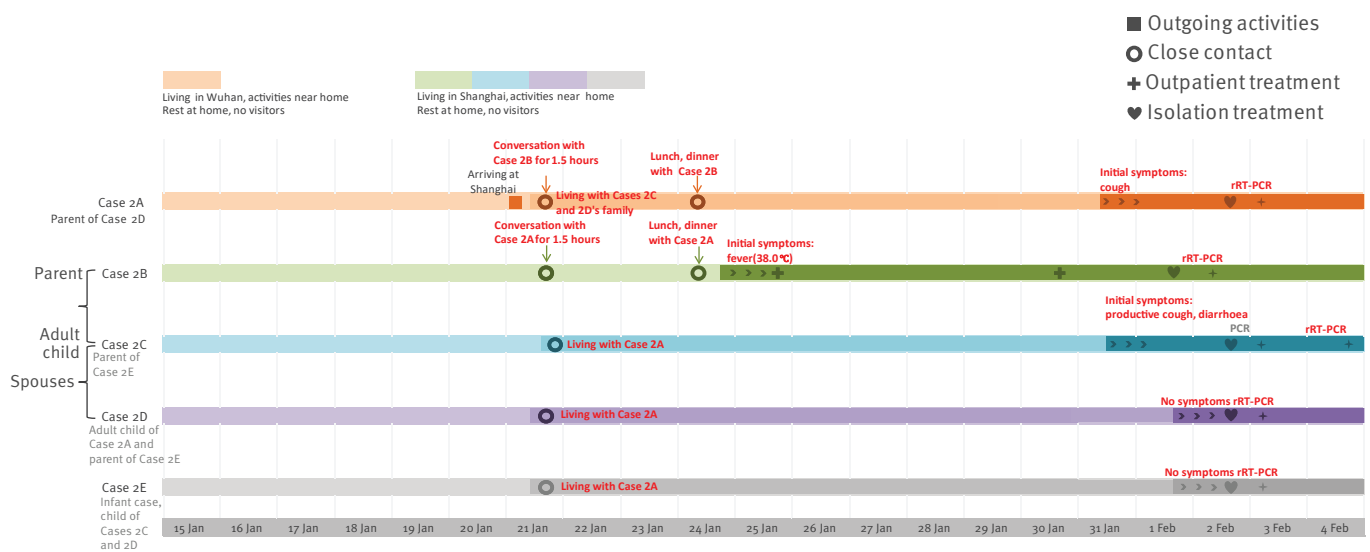 Outgoing activities
Close contact
Outpatient treatment
Isolation treatment
Living in Wuhan, activities near home
Rest at home, no visitors
Living in Shanghai, activities near home
Rest at home, no visitors
Conversation with
Case 2B for 1.5 hours
Lunch, dinner
with Case 2B
Arriving at
Shanghai
Initial symptoms:
cough
rRT-PCR
Case 2A
Parent of Case 2D
Living with Cases 2C
and 2D's family
Conversation with
Case 2A for 1.5 hours
Lunch, dinner
with Case 2A
Initial symptoms:
fever(38.0℃)
rRT-PCR
Parent
Case 2B
Initial symptoms:
productive cough, diarrhoea
PCR
rRT-PCR
Adult
child
Case 2C
Parent of
Case 2E
Living with Case 2A
Spouses
No symptoms rRT-PCR
Case 2D
Adult child of
Case 2A and
parent of Case 2E
Living with Case 2A
No symptoms rRT-PCR
Case 2E
Infant case,
child of
Cases 2C
and 2D
Living with Case 2A
15 Jan 16 Jan 17 Jan 18 Jan 19 Jan 20 Jan 21 Jan 22 Jan 23 Jan 24 Jan 25 Jan 26 Jan 27 Jan 28 Jan 29 Jan 30 Jan 31 Jan 1 Feb 2 Feb 3 Feb 4 Feb